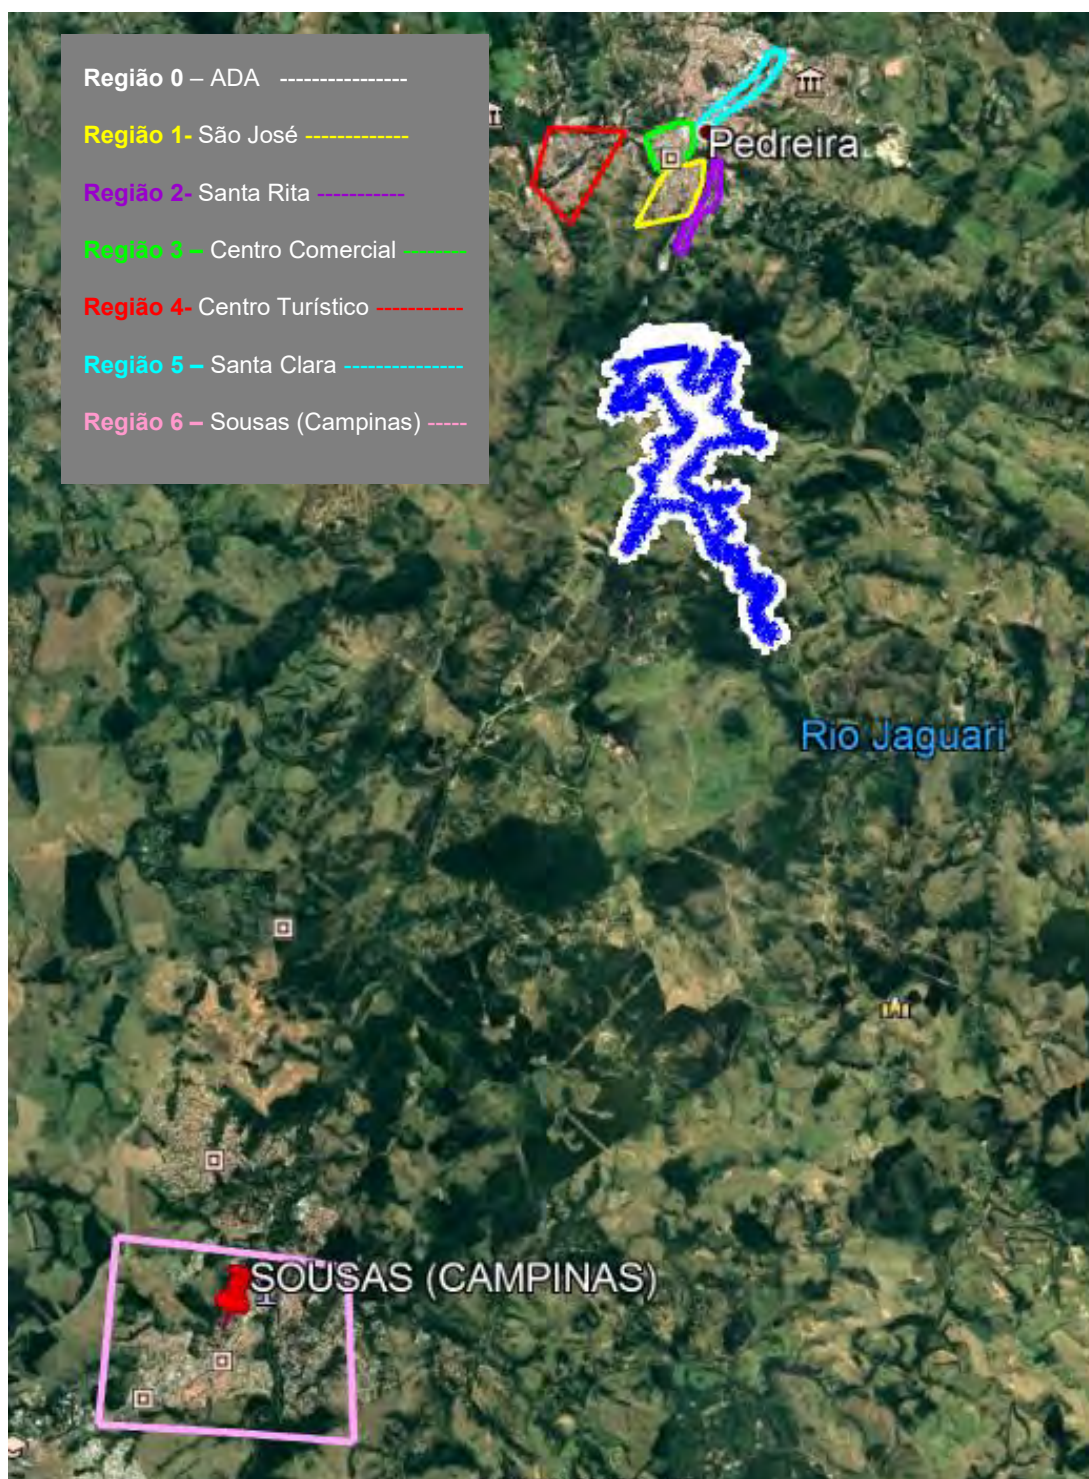 Região 0 – ADA ----------------
Região 1- São José -------------
Região 2- Santa Rita -----------
Região 3 – Centro Comercial --------
Região 4- Centro Turístico -----------
Região 5 – Santa Clara ---------------
Região 6 – Sousas (Campinas) -----
Pedreira
Rio Jaguari
SOUSAS (CAMPINAS)